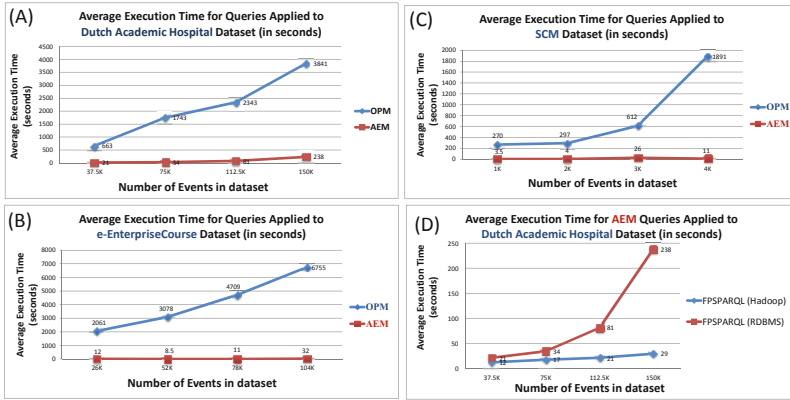 (A)
Average Execution Time for Queries Applied to
Dutch Academic Hospital Dataset (in seconds)
Average Execution Time
(seconds)
4500
4000
3500
3000
2500
2000
1500
1000
500
0
663
1743
2343
3841
21
34
81
238
37.5K 75K 112.5K 150K
Number of Events in dataset
OPM
AEM
(B)
Average Execution Time for Queries Applied to
e-EnterpriseCourse Dataset (in seconds)
Average Execution Time
(seconds)
8000
7000
6000
5000
4000
3000
2000
1000
0
2061
3078
4709
6755
12
8.5
11
32
26K 52K 78K 104K
Number of Events in dataset
OPM
AEM
(C)
Average Execution Time for Queries Applied to
SCM Dataset (in seconds)
Average Execution Time
(seconds)
2000
1800
1600
1400
1200
1000
800
600
400
200
0
270
297
612
1891
3.5
4
26
11
1K 2K 3K 4K
Number of Events in dataset
OPM
AEM
(D)
Average Execution Time for AEM Queries Applied to
Dutch Academic Hospital Dataset (in seconds)
Average Execution Time
(seconds)
250
200
150
100
50
0
12
34
17
81
21
238
29
37.5K 75K 112.5K 150K
Number of Events in dataset
FPSPARQL (Hadoop)
FPSPARQL (RDBMS)